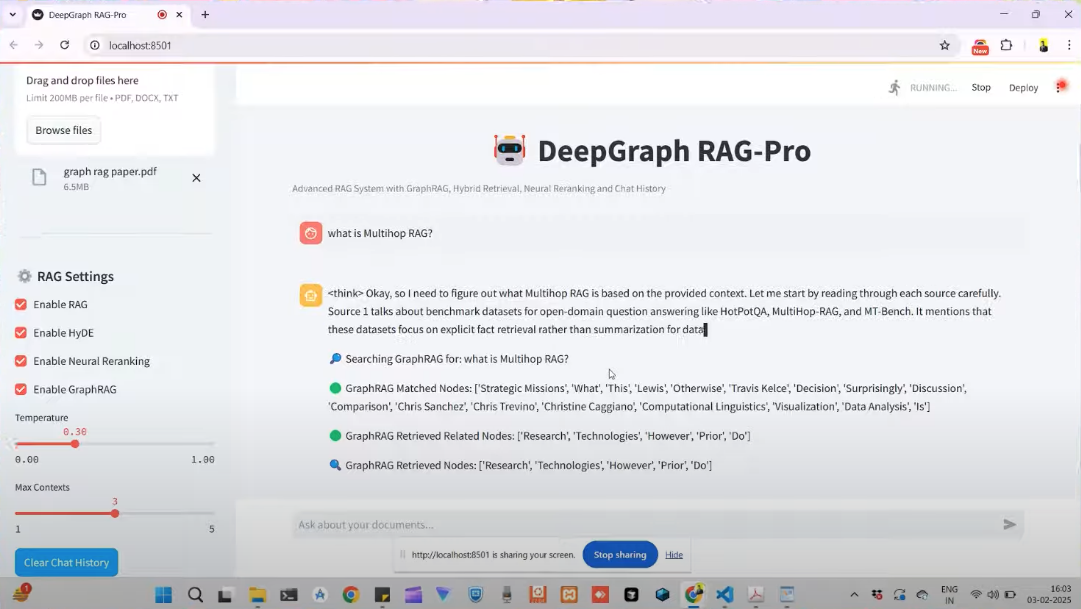 DeepGraph RAG-Pro
localhost:8501
New
Drag and drop files here
Limit 200MB per file • PDF, DOCX, TXT
Browse files
graph rag paper.pdf
6.5MB
RAG Settings
Enable RAG
Enable HyDE
Enable Neural Reranking
Enable GraphRAG
Temperature
0.30
0.00 1.00
Max Contexts
3
1 5
Clear Chat History
RUNNING... Stop Deploy
DeepGraph RAG-Pro
Advanced RAG System with GraphRAG, Hybrid Retrieval, Neural Reranking and Chat History
what is Multihop RAG?
<think> Okay, so I need to figure out what Multihop RAG is based on the provided context. Let me start by reading through each source carefully.
Source 1 talks about benchmark datasets for open-domain question answering like HotPotQA, MultiHop-RAG, and MT-Bench. It mentions that
these datasets focus on explicit fact retrieval rather than summarization for data
Searching GraphRAG for: what is Multihop RAG?
GraphRAG Matched Nodes: ['Strategic Missions', 'What', 'This', 'Lewis', 'Otherwise', 'Travis Kelce', 'Decision', 'Surprisingly', 'Discussion',
'Comparison', 'Chris Sanchez', 'Chris Trevino', 'Christine Caggiano', 'Computational Linguistics', 'Visualization', 'Data Analysis', 'Is']
GraphRAG Retrieved Related Nodes: ['Research', 'Technologies', 'However', 'Prior', 'Do']
GraphRAG Retrieved Nodes: ['Research', 'Technologies', 'However', 'Prior', 'Do']
Ask about your documents...
http://localhost:8501 is sharing your screen. Stop sharing Hide
1
ENG
IN
16:03
03-02-2025